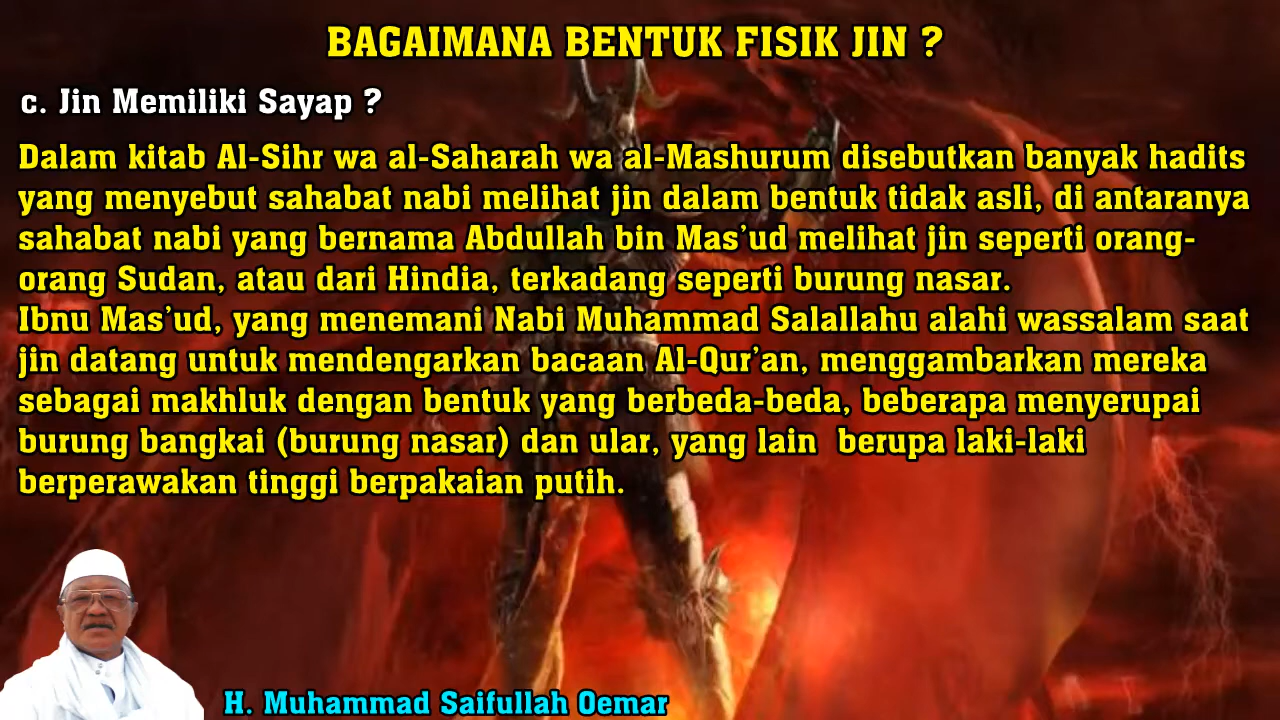 BAGAIMANA BENTUK FISIK JIN ?
c. Jin Memiliki Sayap ?
Dalam kitab Al-Sihr wa al-Saharah wa al-Mashurum disebutkan banyak hadits
yang menyebut sahabat nabi melihat jin dalam bentuk tidak asli, di antaranya
sahabat nabi yang bernama Abdullah bin Mas'ud melihat jin seperti orang-
orang Sudan, atau dari Hindia, terkadang seperti burung nasar.
Ibnu Mas'ud, yang menemani Nabi Muhammad Salallahu alahi wassalam saat
jin datang untuk mendengarkan bacaan Al-Qur'an, menggambarkan mereka
sebagai makhluk dengan bentuk yang berbeda-beda, beberapa menyerupai
burung bangkai (burung nasar) dan ular, yang lain  berupa laki-laki
berperawakan tinggi berpakaian putih.
H. Muhammad Saifullah Oemar